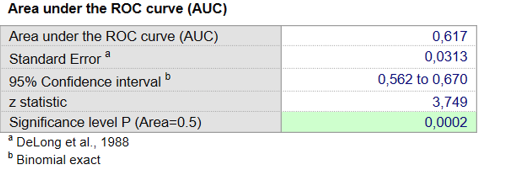 Area under the ROC curve (AUC)
Area under the ROC curve (AUC) 0,617
Standard Error a 0,0313
95% Confidence interval b 0,562 to 0,670
z statistic 3,749
Significance level P (Area=0.5) 0,0002
a DeLong et al., 1988
b Binomial exact